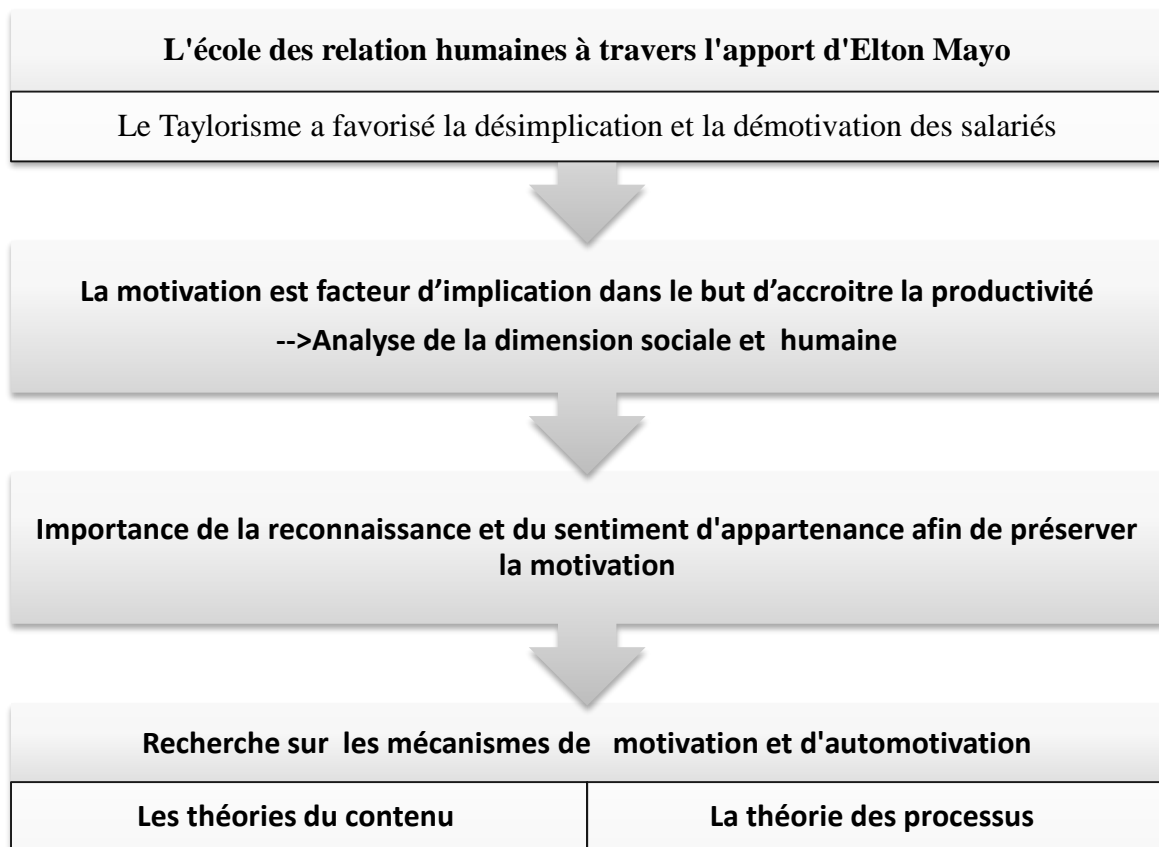 L'école des relation humaines à travers l'apport d'Elton Mayo
Le Taylorisme a favorisé la désimplication et la démotivation des salariés
La motivation est facteur d’implication dans le but d’accroitre la productivité
-->Analyse de la dimension sociale et humaine
Importance de la reconnaissance et du sentiment d'appartenance afin de préserver
la motivation
Recherche sur les mécanismes de motivation et d'automotivation
Les théories du contenu
La théorie des processus